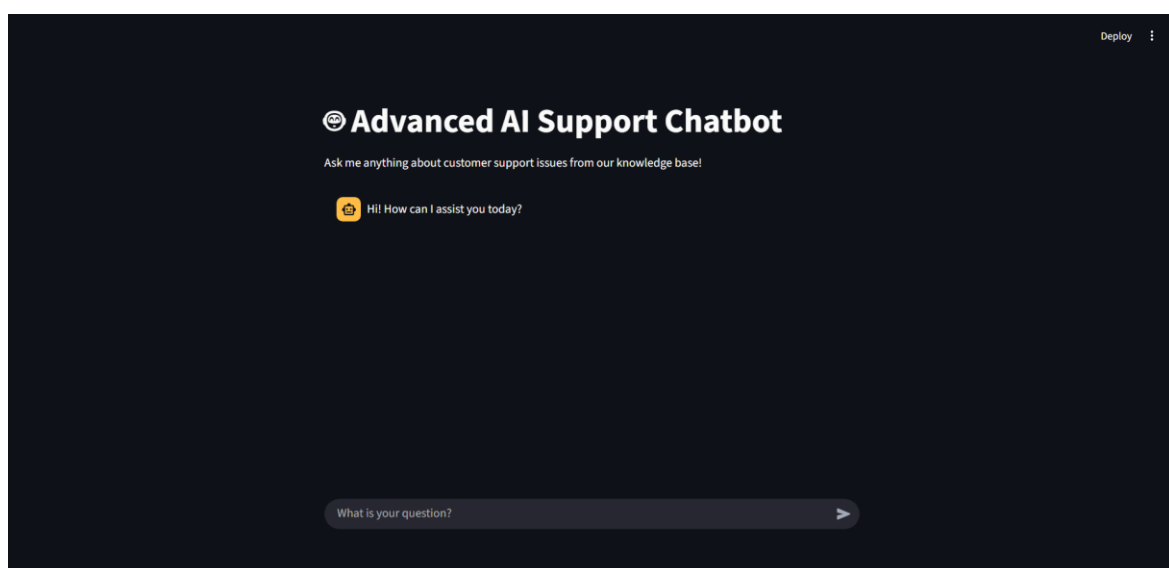 Deploy
Advanced AI Support Chatbot
Ask me anything about customer support issues from our knowledge base!
Hi! How can I assist you today?
What is your question?